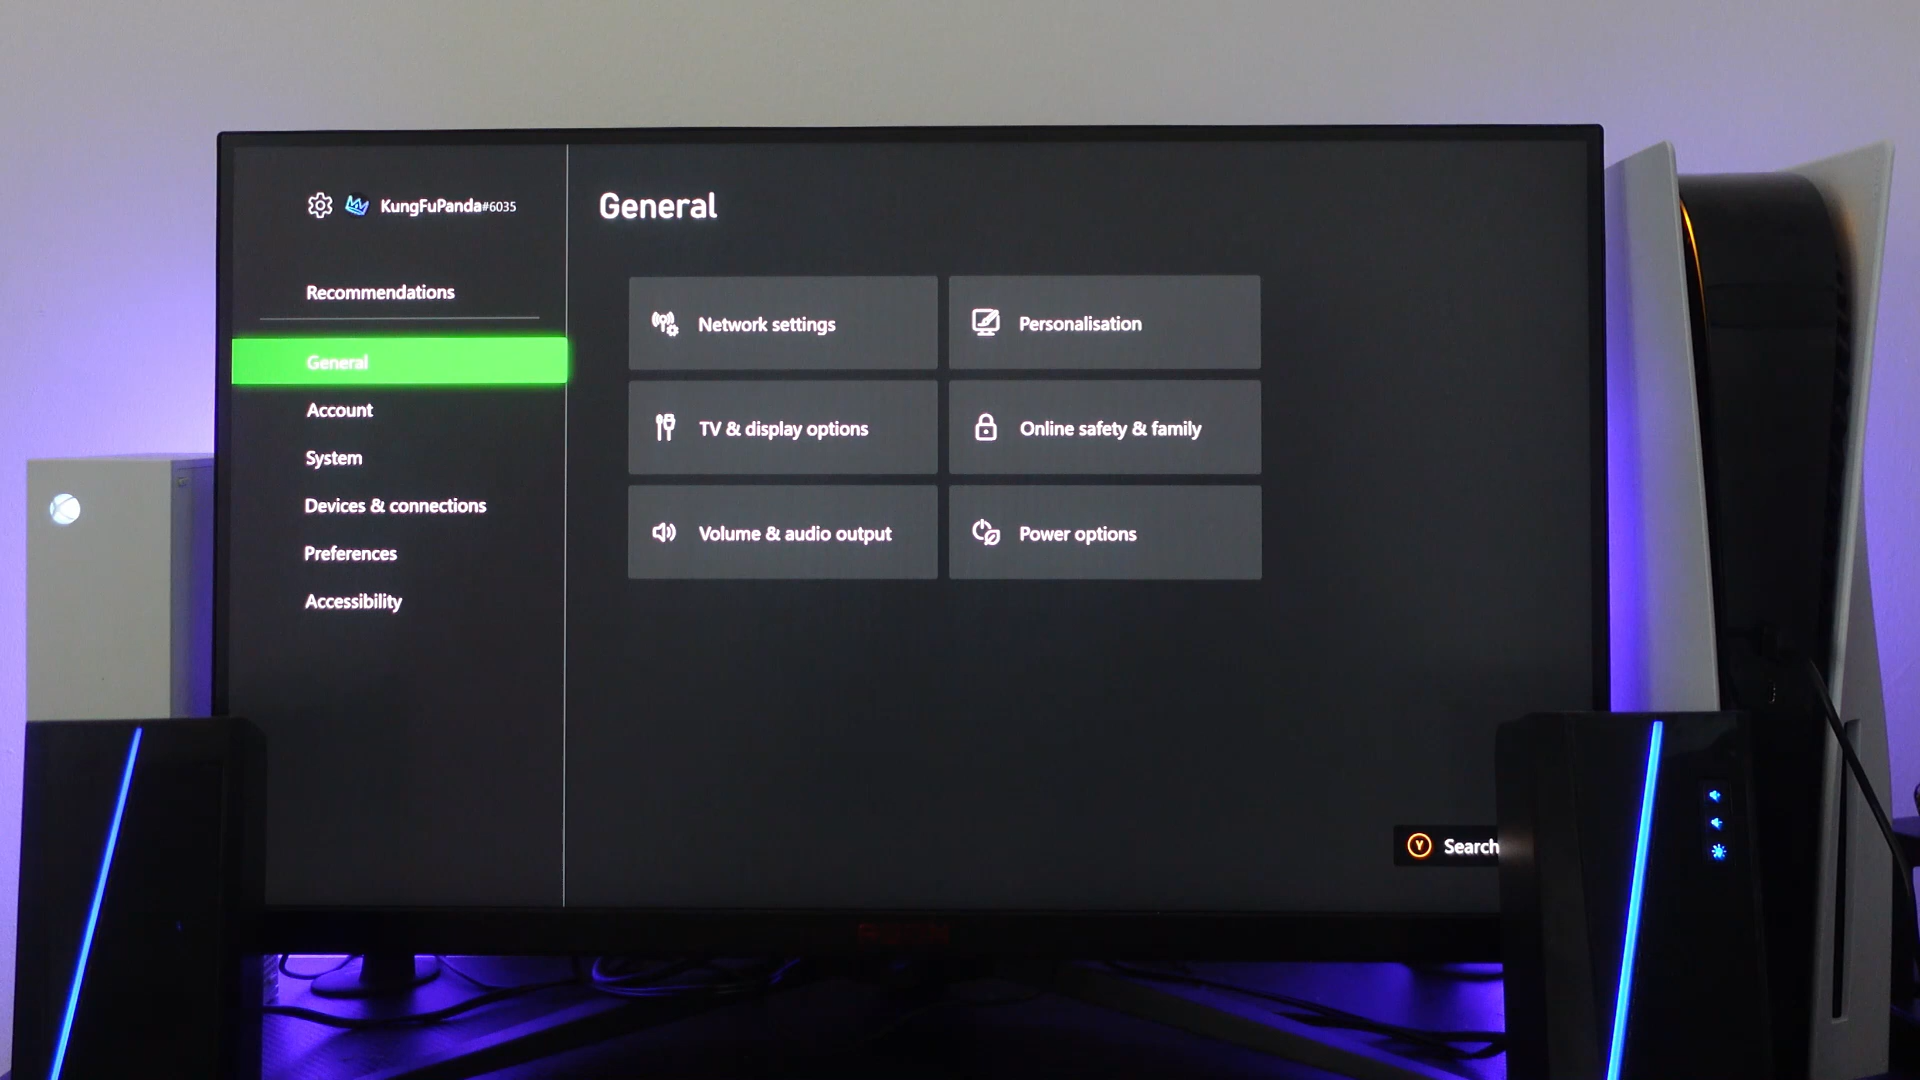 KungFuPanda#6035
Recommendations
General
Account
System
Devices & connections
Preferences
Accessibility
General
Network settings
Personalisation
TV & display options
Online safety & family
Volume & audio output
Power options
Y Search